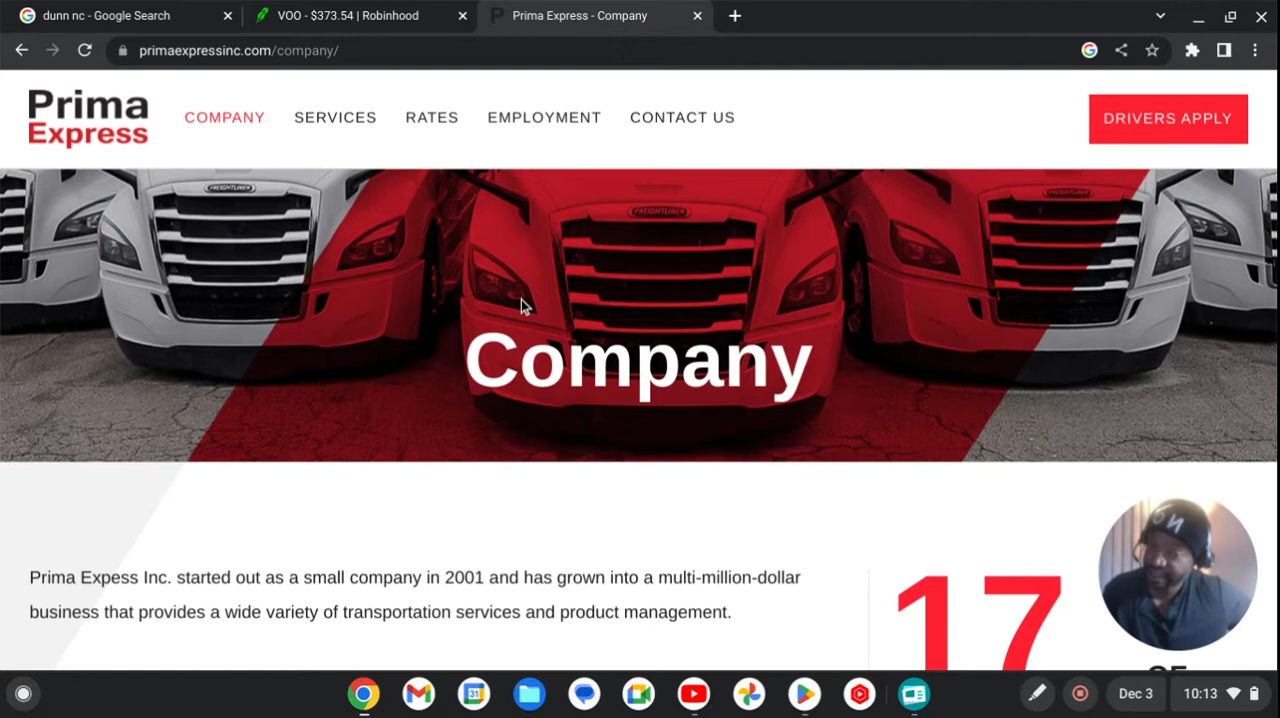 dunn nc - Google Search
VOO - $373.54 | Robinhood
Prima Express - Company
primaexpressinc.com/company/
Prima
Express
COMPANY
SERVICES
RATES
EMPLOYMENT
CONTACT US
DRIVERS APPLY
FREIGHTLINER
FREIGHTLINER
FREIGHTLINER
Company
Prima Expess Inc. started out as a small company in 2001 and has grown into a multi-million-dollar
business that provides a wide variety of transportation services and product management.
17
31
Dec 3
10:13